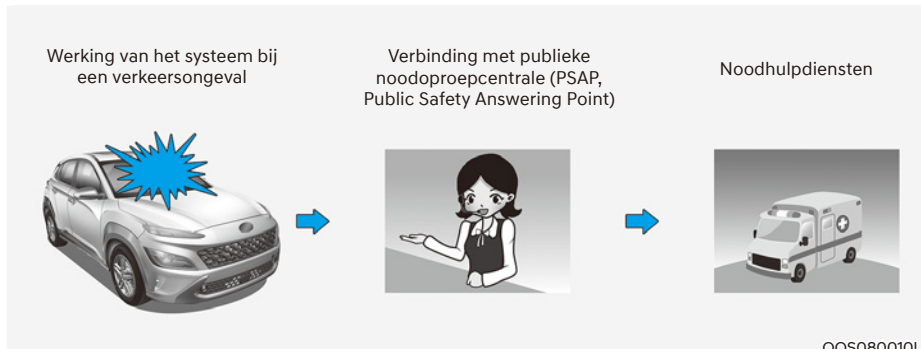 Werking van het systeem bij
een verkeersongeval
Verbinding met publieke
noodoproepcentrale (PSAP,
Public Safety Answering Point)
Noodhulpdiensten